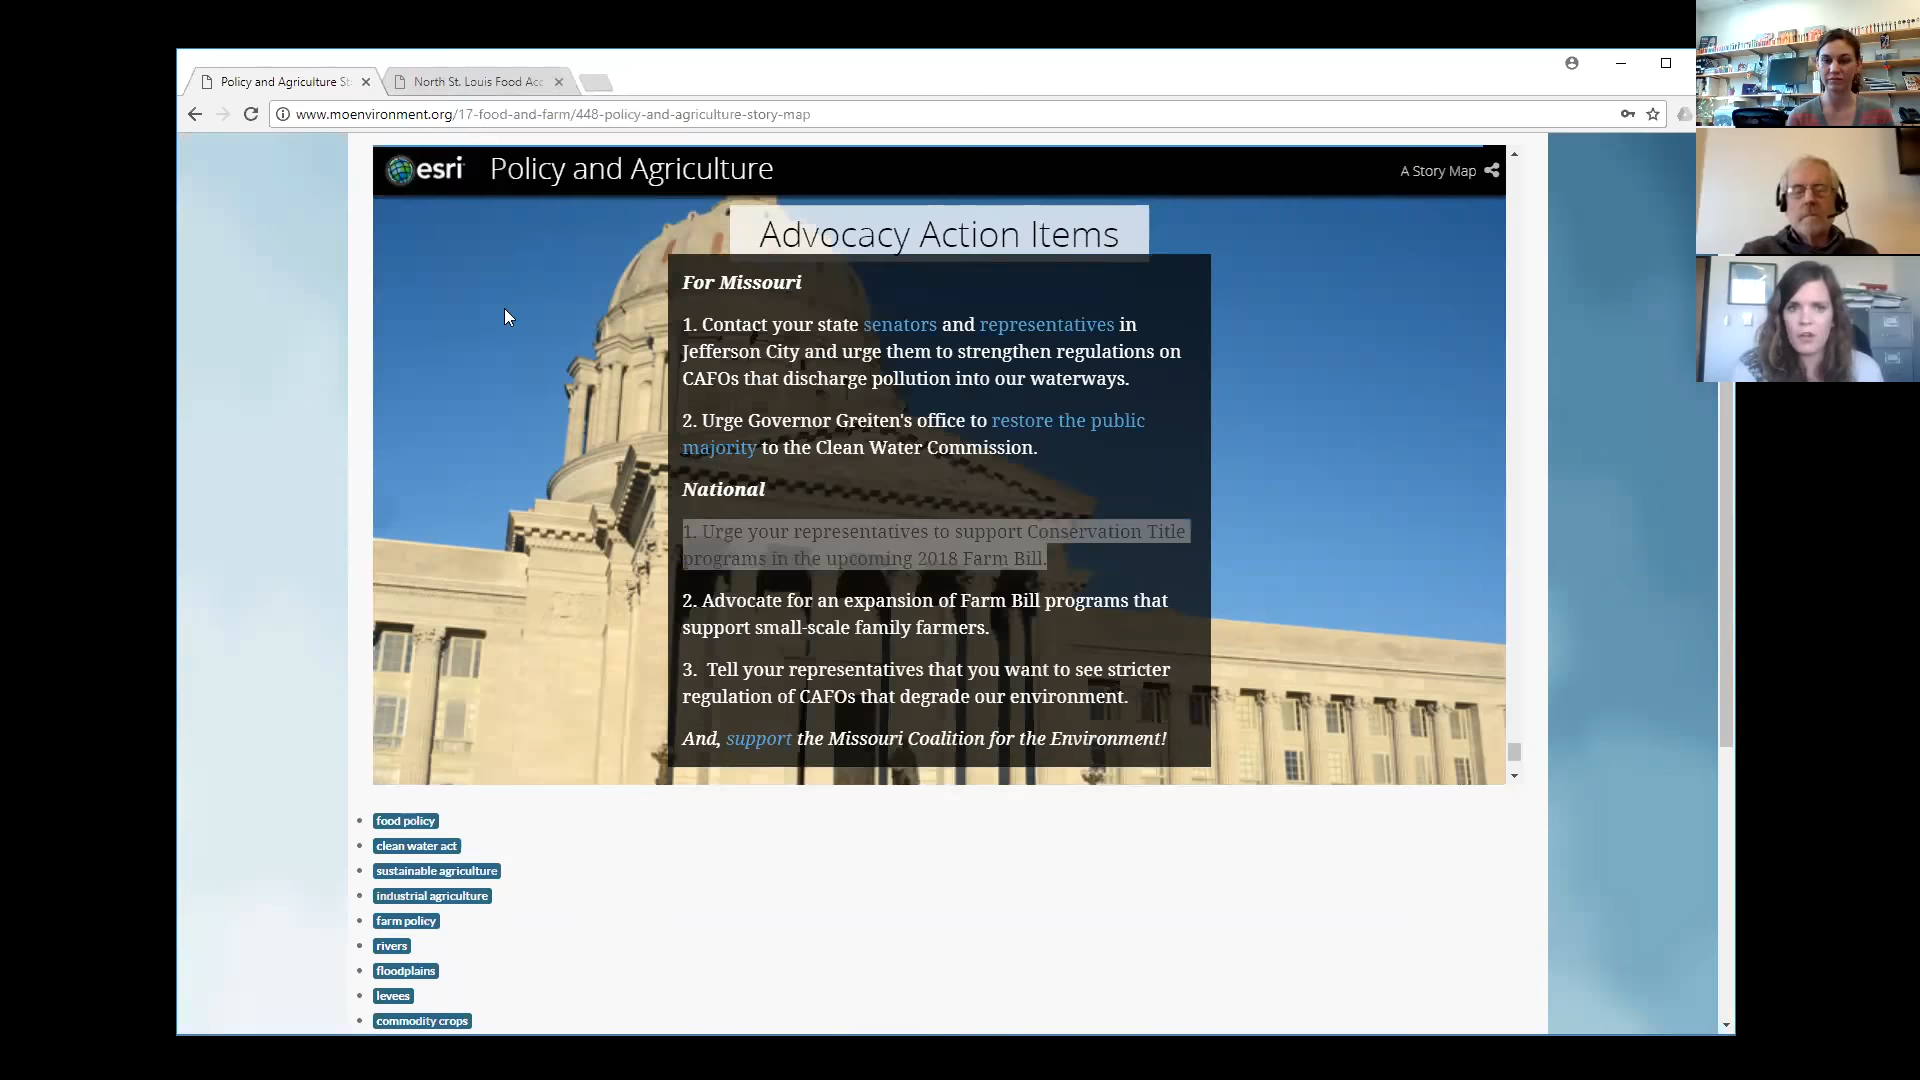 Policy and Agriculture St
North St. Louis Food Acc
www.moenvironment.org/17-food-and-farm/448-policy-and-agriculture-story-map
esri Policy and Agriculture
A Story Map
Advocacy Action Items
For Missouri
1. Contact your state senators and representatives in
Jefferson City and urge them to strengthen regulations on
CAFOs that discharge pollution into our waterways.
2. Urge Governor Greiten's office to restore the public
majority to the Clean Water Commission.
National
1. Urge your representatives to support Conservation Title
programs in the upcoming 2018 Farm Bill.
2. Advocate for an expansion of Farm Bill programs that
support small-scale family farmers.
3. Tell your representatives that you want to see stricter
regulation of CAFOs that degrade our environment.
And, support the Missouri Coalition for the Environment!
food policy
clean water act
sustainable agriculture
industrial agriculture
farm policy
rivers
floodplains
levees
commodity crops